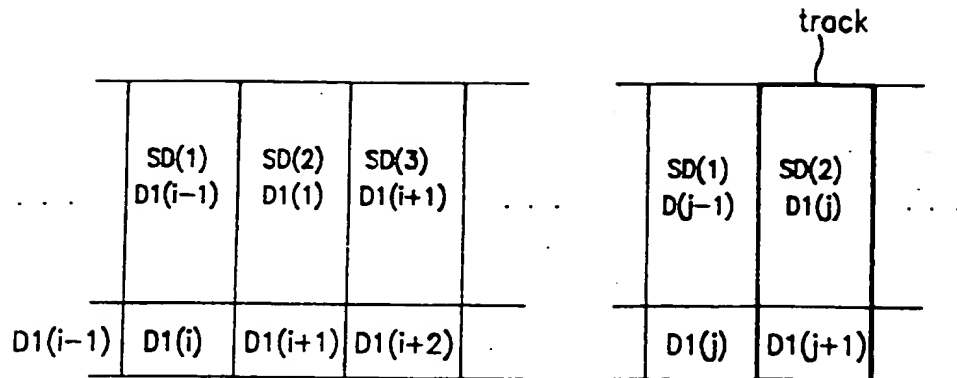 track
SD(1) SD(2) SD(3) SD(1) SD(2)
D1(i-1) D1(1) D1(i+1) D(j-1) D1(j)
. . . . . . . . .
D1(i-1) D1(i) D1(i+1) D1(i+2) D1(j) D1(j+1)